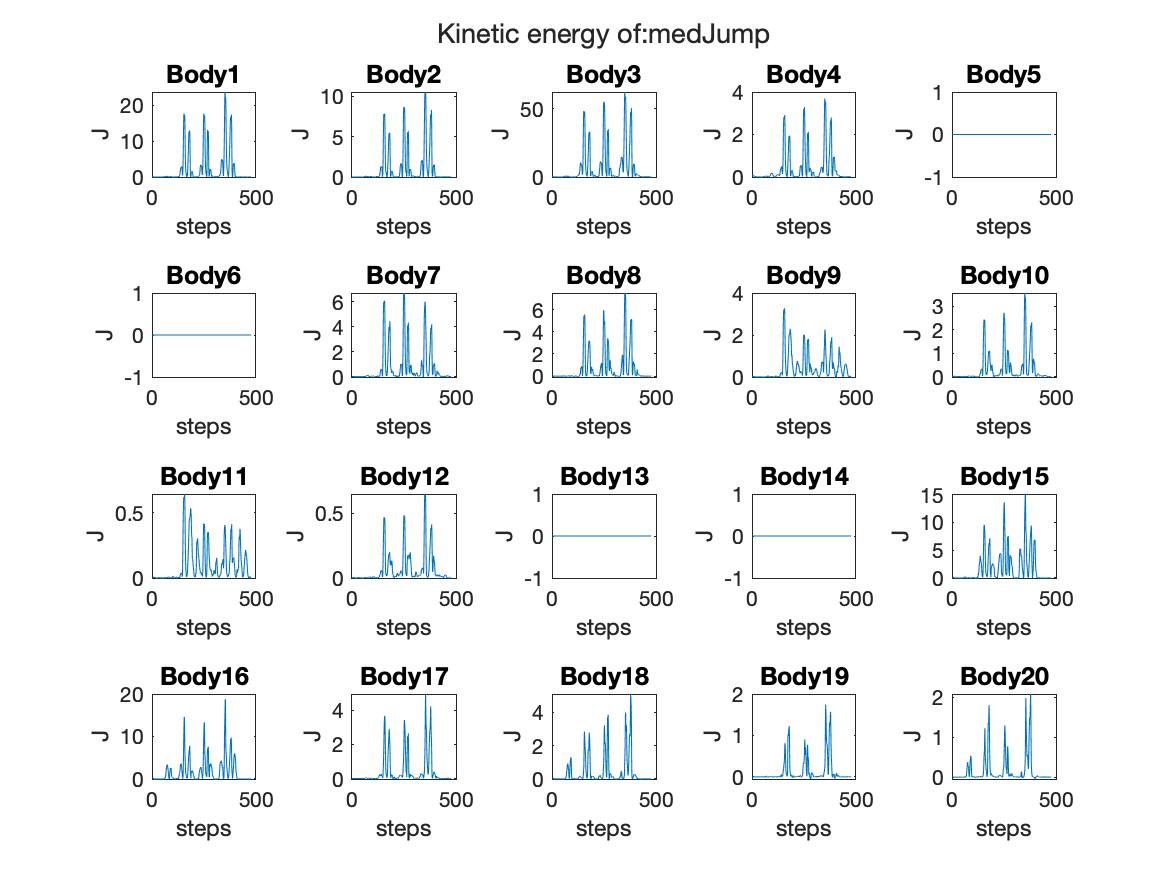 Kinetic energy of:medJump
Body1 Body2 Body3 Body4 Body5
20 10 0 J 0 500 steps
10 5 0 J 0 500 steps
50 0 J 0 500 steps
4 2 0 J 0 500 steps
1 0 -1 J 0 500 steps
Body6 Body7 Body8 Body9 Body10
1 0 -1 J 0 500 steps
6 4 2 0 J 0 500 steps
6 4 2 0 J 0 500 steps
4 2 0 J 0 500 steps
3 2 1 0 J 0 500 steps
Body11 Body12 Body13 Body14 Body15
0.5 0 J 0 500 steps
0.5 0 J 0 500 steps
1 0 -1 J 0 500 steps
1 0 -1 J 0 500 steps
15 10 5 0 J 0 500 steps
Body16 Body17 Body18 Body19 Body20
20 10 0 J 0 500 steps
4 2 0 J 0 500 steps
4 2 0 J 0 500 steps
2 1 0 J 0 500 steps
2 1 0 J 0 500 steps